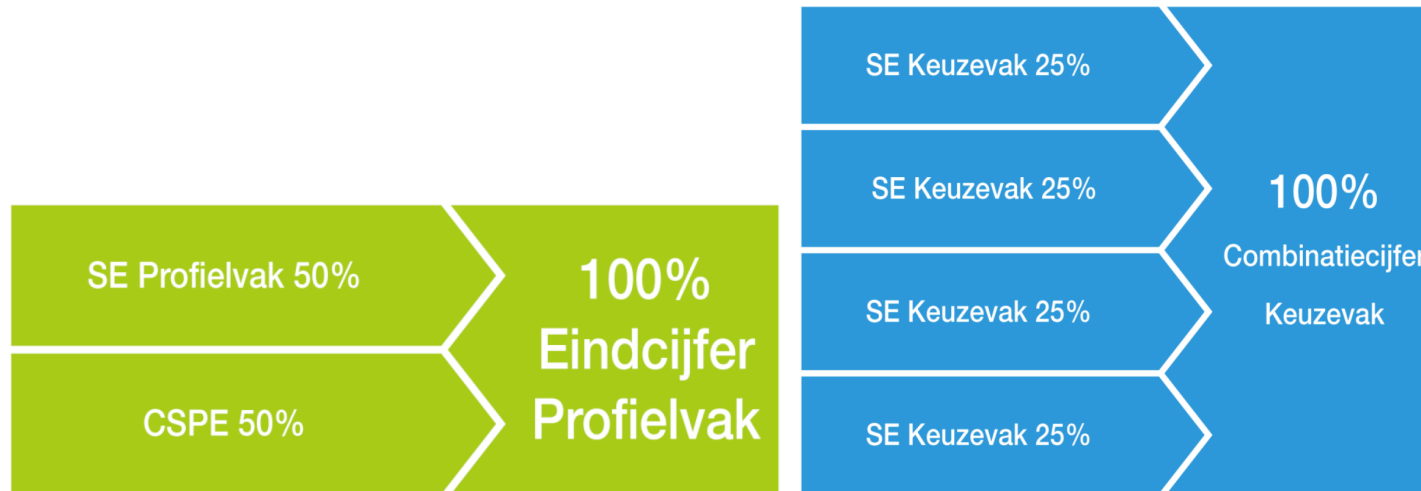 SE Profielvak 50%
CSPE 50%
100%
Eindcijfer
Profielvak
SE Keuzevak 25%
SE Keuzevak 25%
SE Keuzevak 25%
SE Keuzevak 25%
100%
Combinatiecijfer
Keuzevak